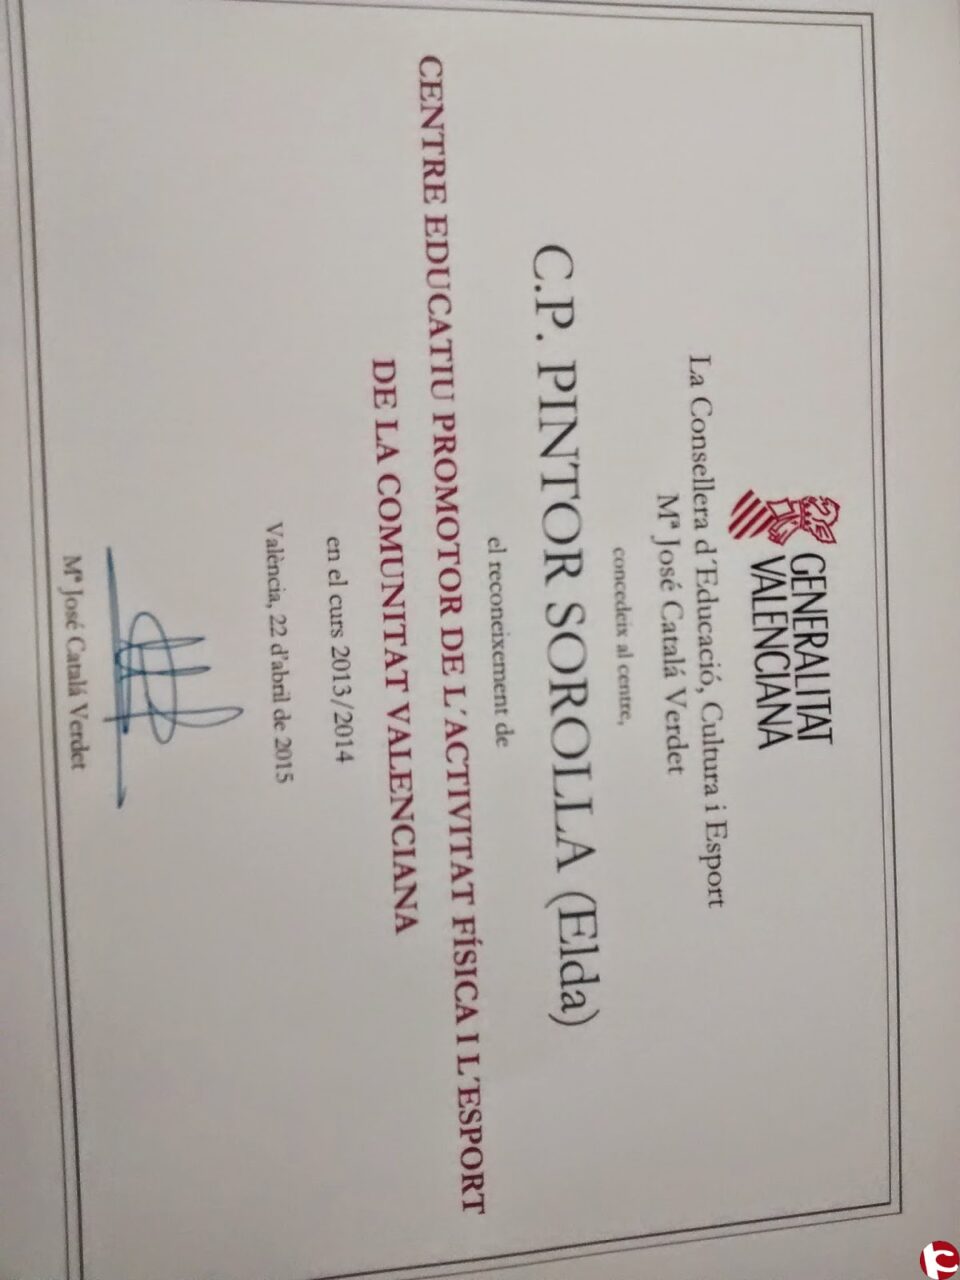 GENERALITAT
VALENCIANA
La Consellera d´Educació, Cultura i Esport
Mª José Catalá Verdet
concedeix al centre,
C.P. PINTOR SOROLLA (Elda)
el reconeixement de
CENTRE EDUCATIU PROMOTOR DE L´ACTIVITAT FÍSICA I L´ESPORT
DE LA COMUNITAT VALENCIANA
en el curs 2013/2014
València, 22 d'abril de 2015
Mª José Catalá Verdet